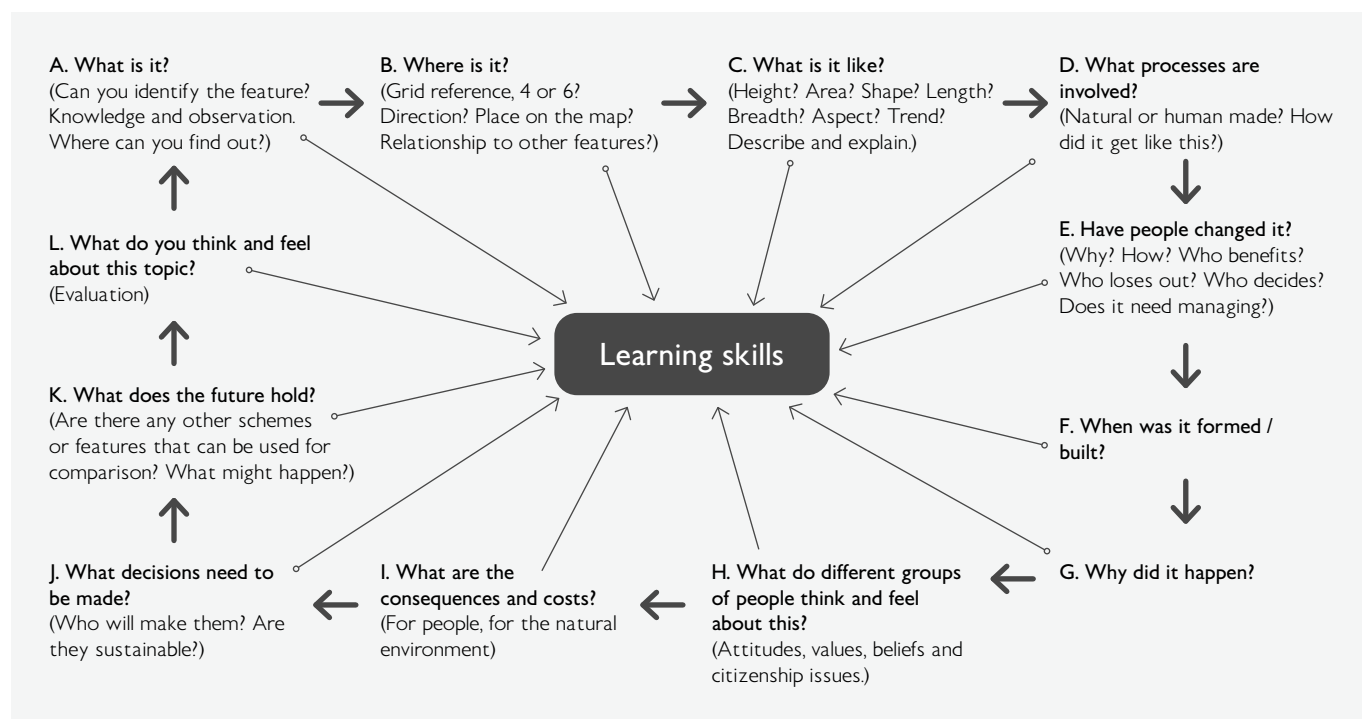 A. What is it?
(Can you identify the feature?
Knowledge and observation.
Where can you find out?)
B. Where is it?
(Grid reference, 4 or 6?
Direction? Place on the map?
Relationship to other features?)
C. What is it like?
(Height? Area? Shape? Length?
Breadth? Aspect? Trend?
Describe and explain.)
D. What processes are
involved?
(Natural or human made? How
did it get like this?)
E. Have people changed it?
(Why? How? Who benefits?
Who loses out? Who decides?
Does it need managing?)
F. When was it formed /
built?
G. Why did it happen?
H. What do different groups
of people think and feel
about this?
(Attitudes, values, beliefs and
citizenship issues.)
I. What are the
consequences and costs?
(For people, for the natural
environment)
J. What decisions need to
be made?
(Who will make them? Are
they sustainable?)
K. What does the future hold?
(Are there any other schemes
or features that can be used for
comparison? What might happen?)
L. What do you think and feel
about this topic?
(Evaluation)
Learning skills